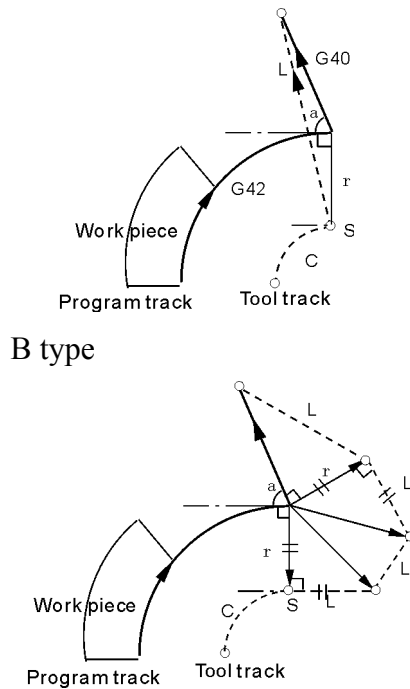 G40
L
a
r
G42
S
Work piece
C
Program track
Tool track
B type
L
r
a
L
r
L
Work piece
C
S
L
Program track
Tool track